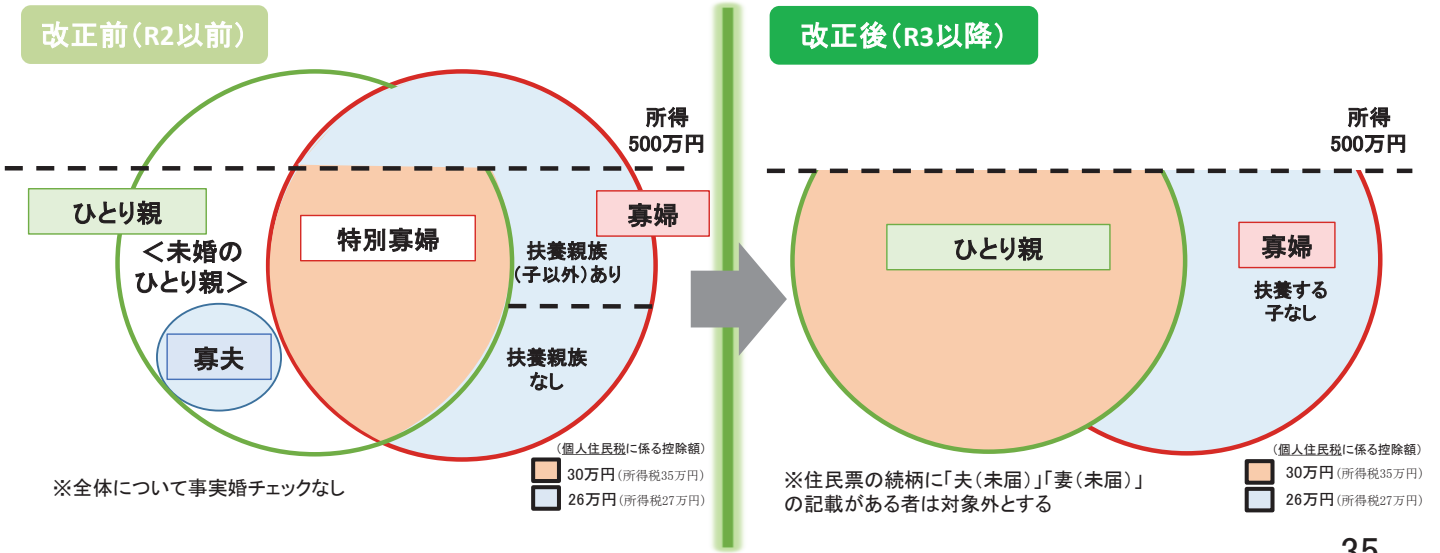 改正前(R2以前)
所得
500万円
ひとり親
<未婚の
ひとり親>
寡夫
特別寡婦
寡婦
扶養親族
(子以外)あり
扶養親族
なし
(個人住民税に係る控除額)
30万円(所得税35万円)
26万円(所得税27万円)
※全体について事実婚チェックなし
改正後(R3以降)
所得
500万円
ひとり親
寡婦
扶養する
子なし
(個人住民税に係る控除額)
30万円(所得税35万円)
26万円(所得税27万円)
※住民票の続柄に「夫(未届)」「妻(未届)」
の記載がある者は対象外とする
35